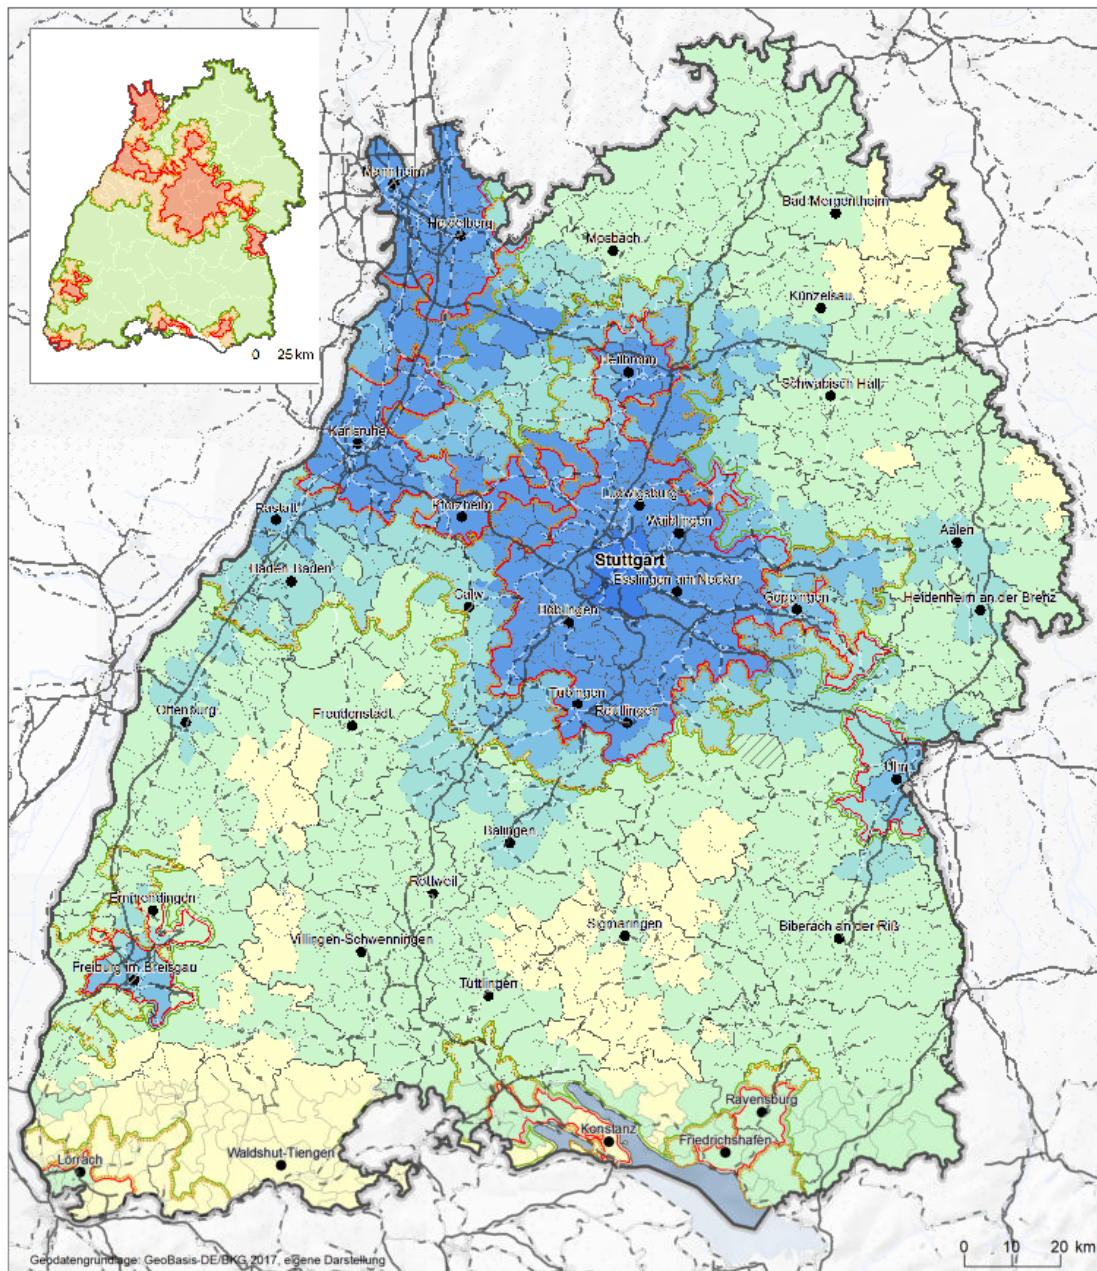 0 25 km
Mannheim
Heidelberg
Bad Mergentheim
Mosbach
Künzelsau
Heilbronn
Schwäbisch Hall
Karlsruhe
Ludwigsburg
Rastatt
Pforzheim
Waiblingen
Aalen
Stuttgart
Baden-Baden
Esslingen am Neckar
Calw
Böblingen
Göppingen
Heidenheim an der Brenz
Tübingen
Offenburg
Freudenstadt
Reutlingen
Ulm
Balingen
Rottweil
Emmendingen
Sigmaringen
Biberach an der Riß
Villingen-Schwenningen
Freiburg im Breisgau
Tuttlingen
Ravensburg
Konstanz
Friedrichshafen
Lörrach
Waldshut-Tiengen
0 10 20 km
Geodatengrundlage: GeoBasis-DE/BKG 2017, eigene Darstellung